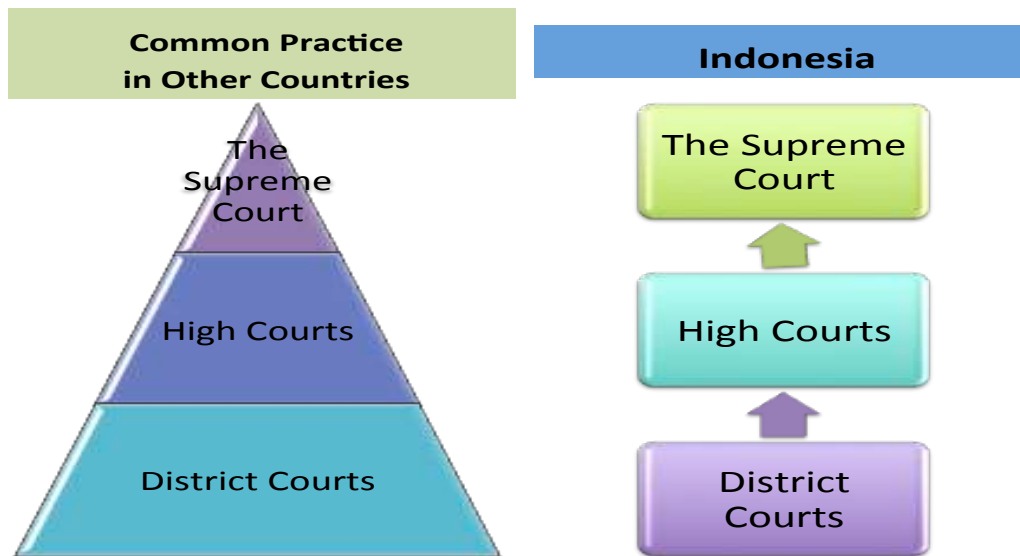 Common Practice
in Other Countries
The
Supreme
Court
High Courts
District Courts
Indonesia
The Supreme
Court
High Courts
District
Courts